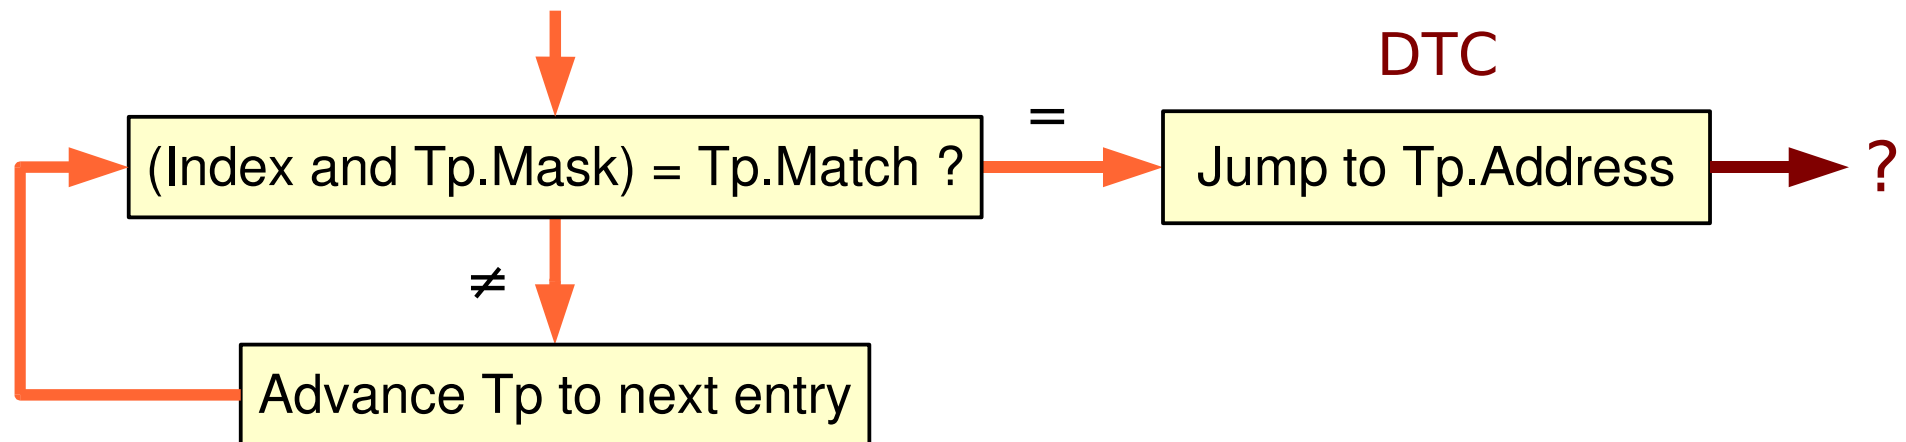 DTC
=
(Index and Tp.Mask) = Tp.Match ?
Jump to Tp.Address
?
≠
Advance Tp to next entry